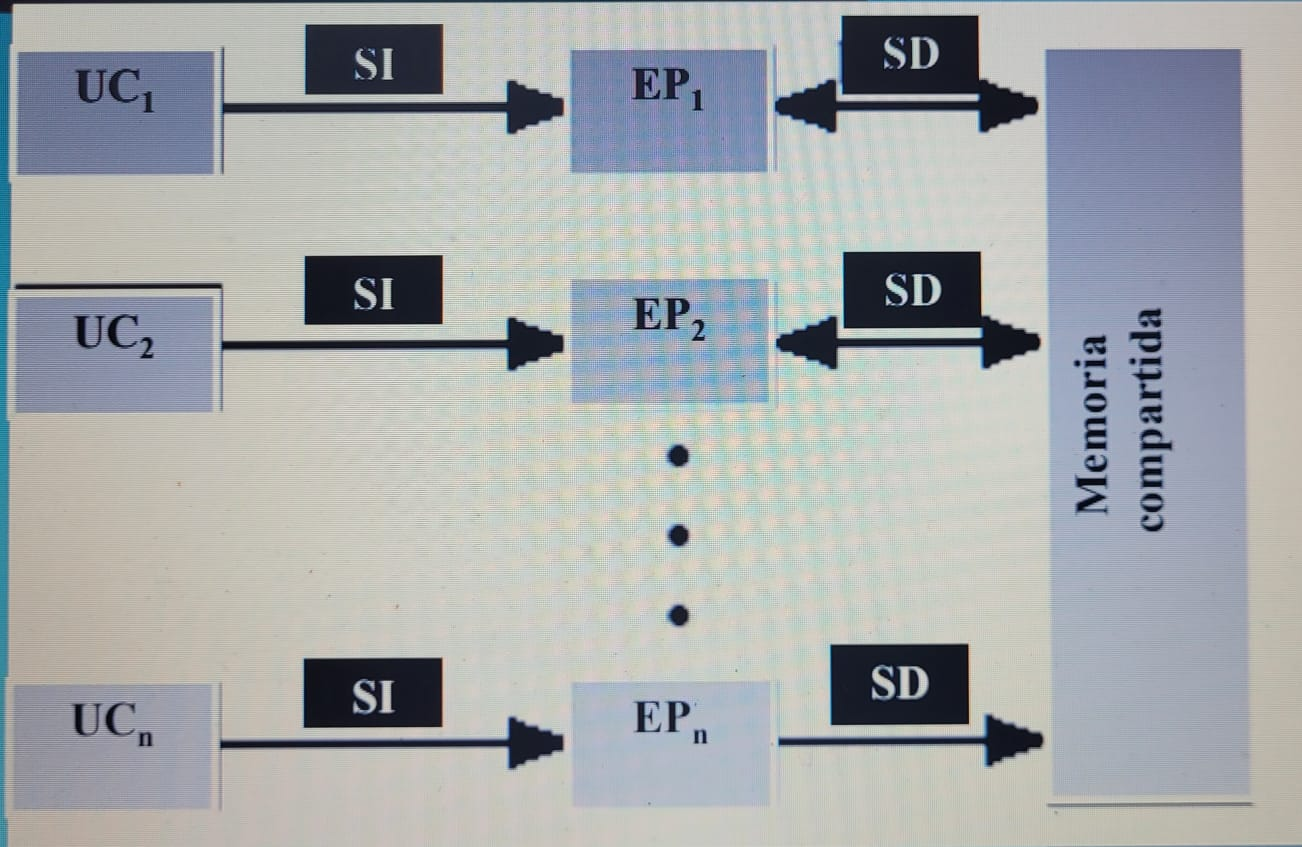 UC₁ SI EP₁ SD
UC₂ SI EP₂ SD
Memoria
compartida
UCₙ SI EPₙ SD